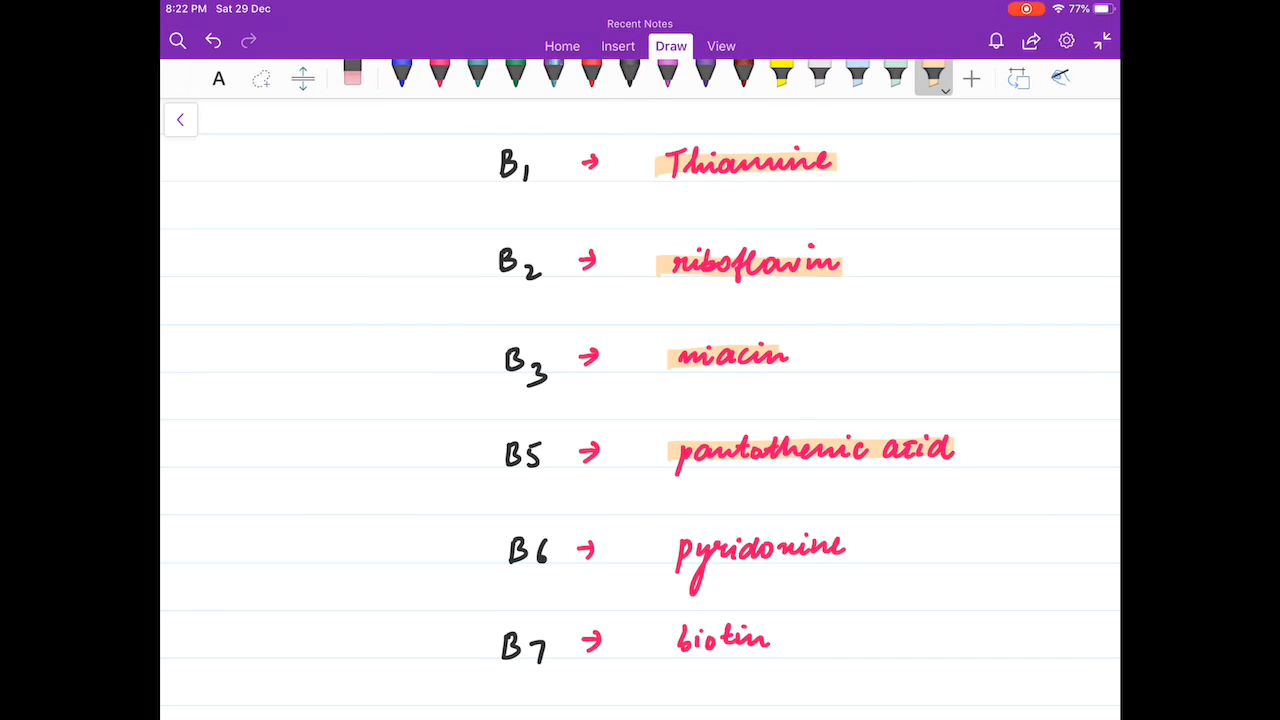 8:22 PM Sat 29 Dec
77%
Recent Notes
Home Insert Draw View
A
B1 → Thiamine
B2 → riboflavin
B3 → niacin
B5 → pantothenic acid
B6 → pyridoxine
B7 → biotin